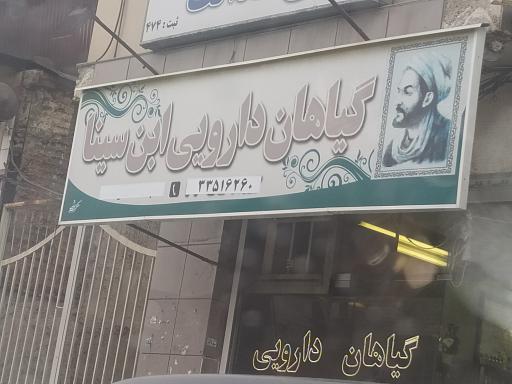 ثبت : ۴۷۴
گیاهان دارویی ابن سینا
۳۳۵۱۶۲۶۰
گیاهان دارویی